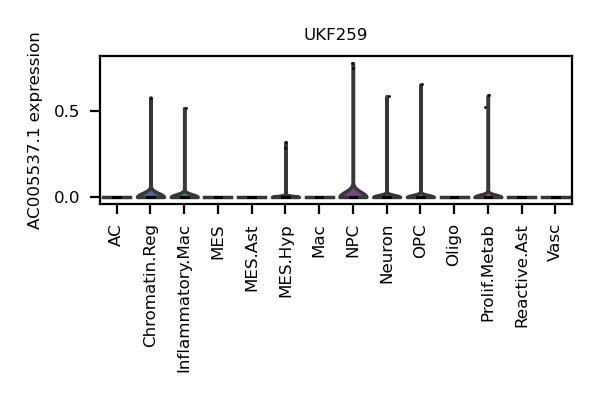 UKF259
AC005537.1 expression
0.5
0.0
AC
Chromatin.Reg
Inflammatory.Mac
MES
MES.Ast
MES.Hyp
Mac
NPC
Neuron
OPC
Oligo
Prolif.Metab
Reactive.Ast
Vasc